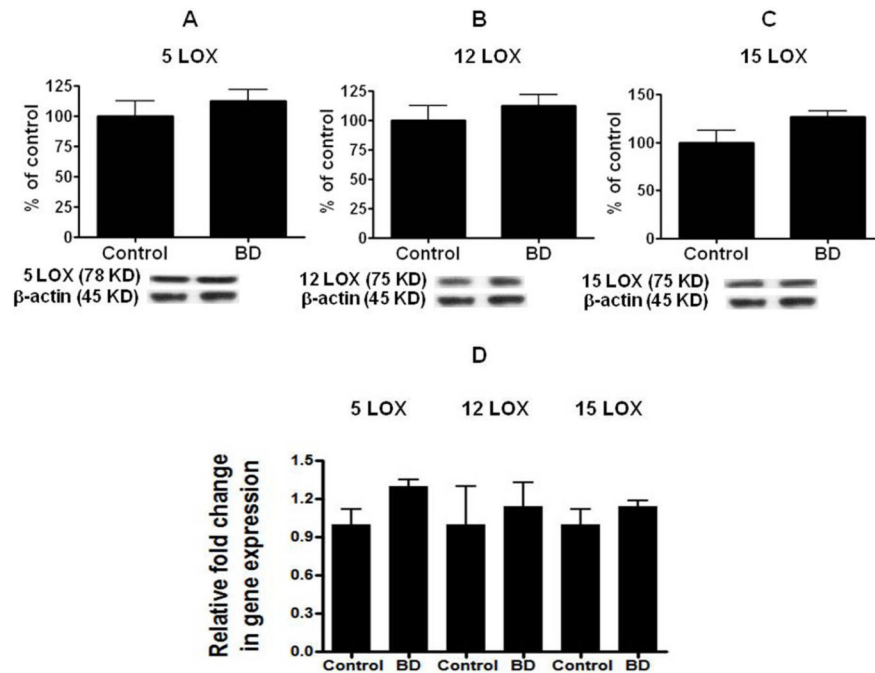 A
5 LOX
125
100
75
50
25
0
% of control
Control BD
5 LOX (78 KD)
β-actin (45 KD)
B
12 LOX
125
100
75
50
25
0
% of control
Control BD
12 LOX (75 KD)
β-actin (45 KD)
C
15 LOX
150
100
50
0
% of control
Control BD
15 LOX (75 KD)
β-actin (45 KD)
D
5 LOX 12 LOX 15 LOX
Relative fold change
in gene expression
1.5
1.2
0.9
0.6
0.3
0.0
Control BD Control BD Control BD